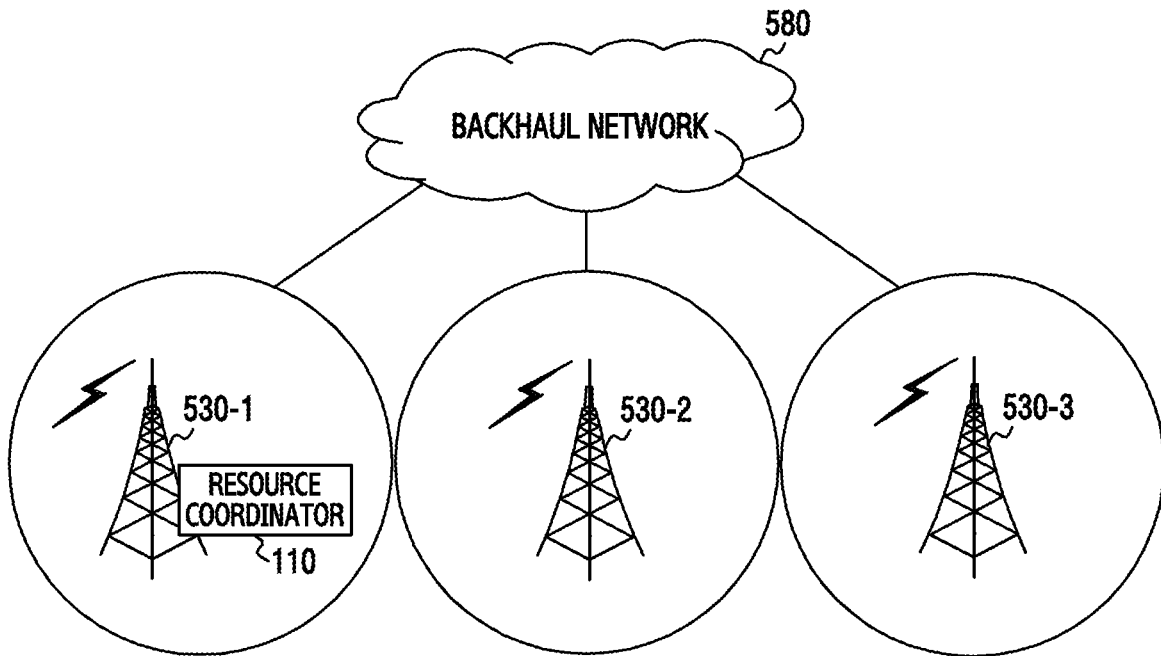 580
BACKHAUL NETWORK
530-1
530-2
530-3
RESOURCE
COORDINATOR
110